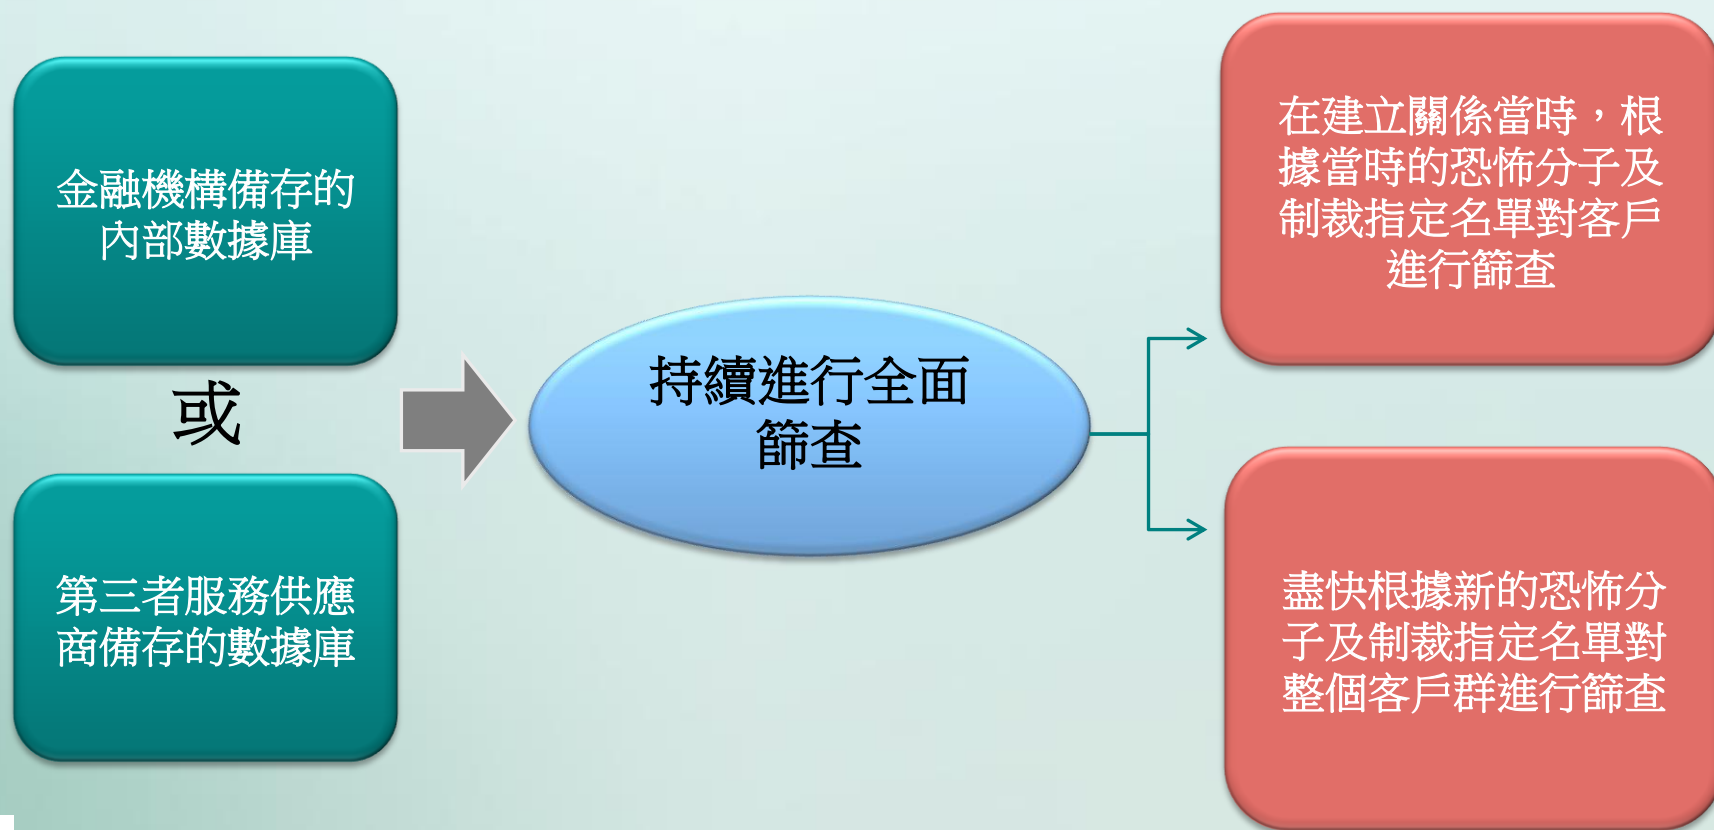 金融機構備存的
內部數據庫
或
第三者服務供應
商備存的數據庫
持續進行全面
篩查
在建立關係當時，根
據當時的恐怖分子及
制裁指定名單對客戶
進行篩查
盡快根據新的恐怖分
子及制裁指定名單對
整個客戶群進行篩查